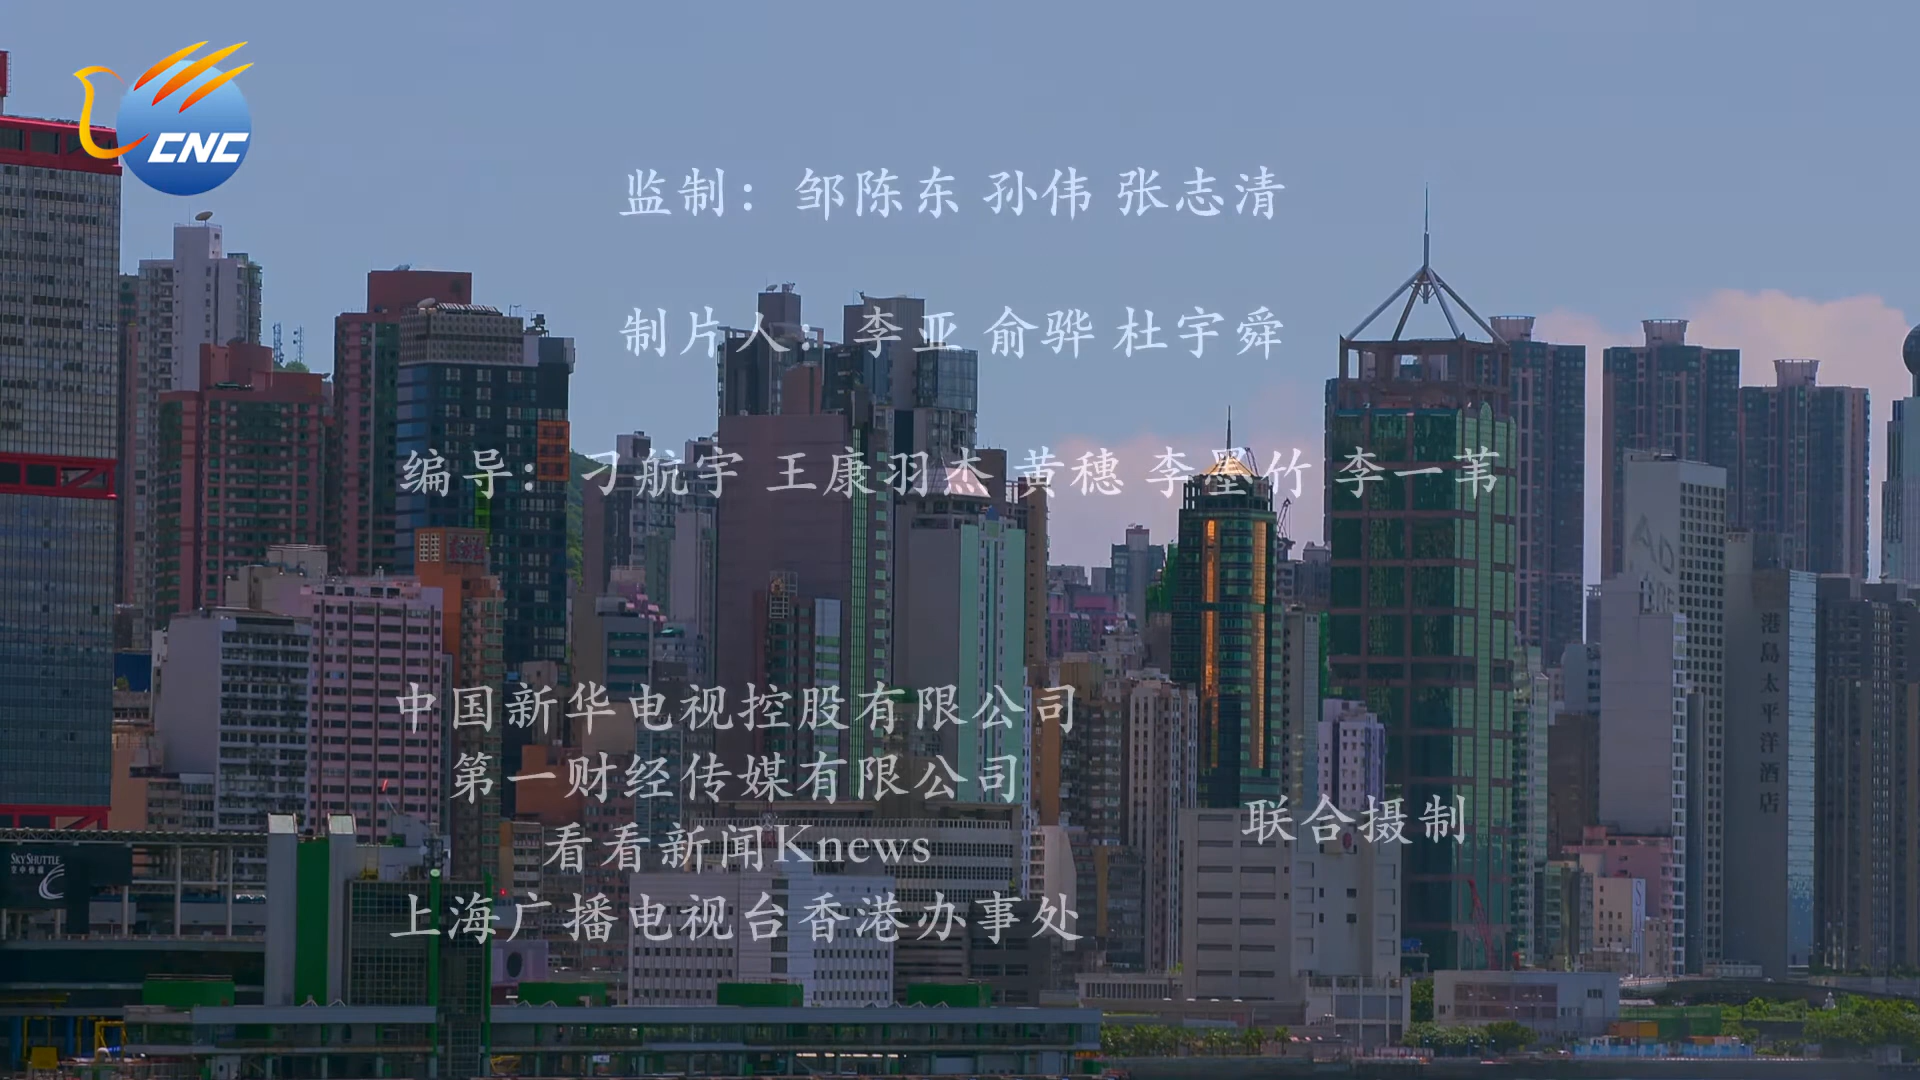 CNC
监制：邹陈东 孙伟 张志清
制片人：李亚 俞骅 杜宇舜
编导：刁航宇 王康羽杰 黄穗 李墨竹 李一苇
中国新华电视控股有限公司
第一财经传媒有限公司
看看新闻Knews
上海广播电视台香港办事处
联合摄制
港島太平洋酒店
SKYSHUTTLE